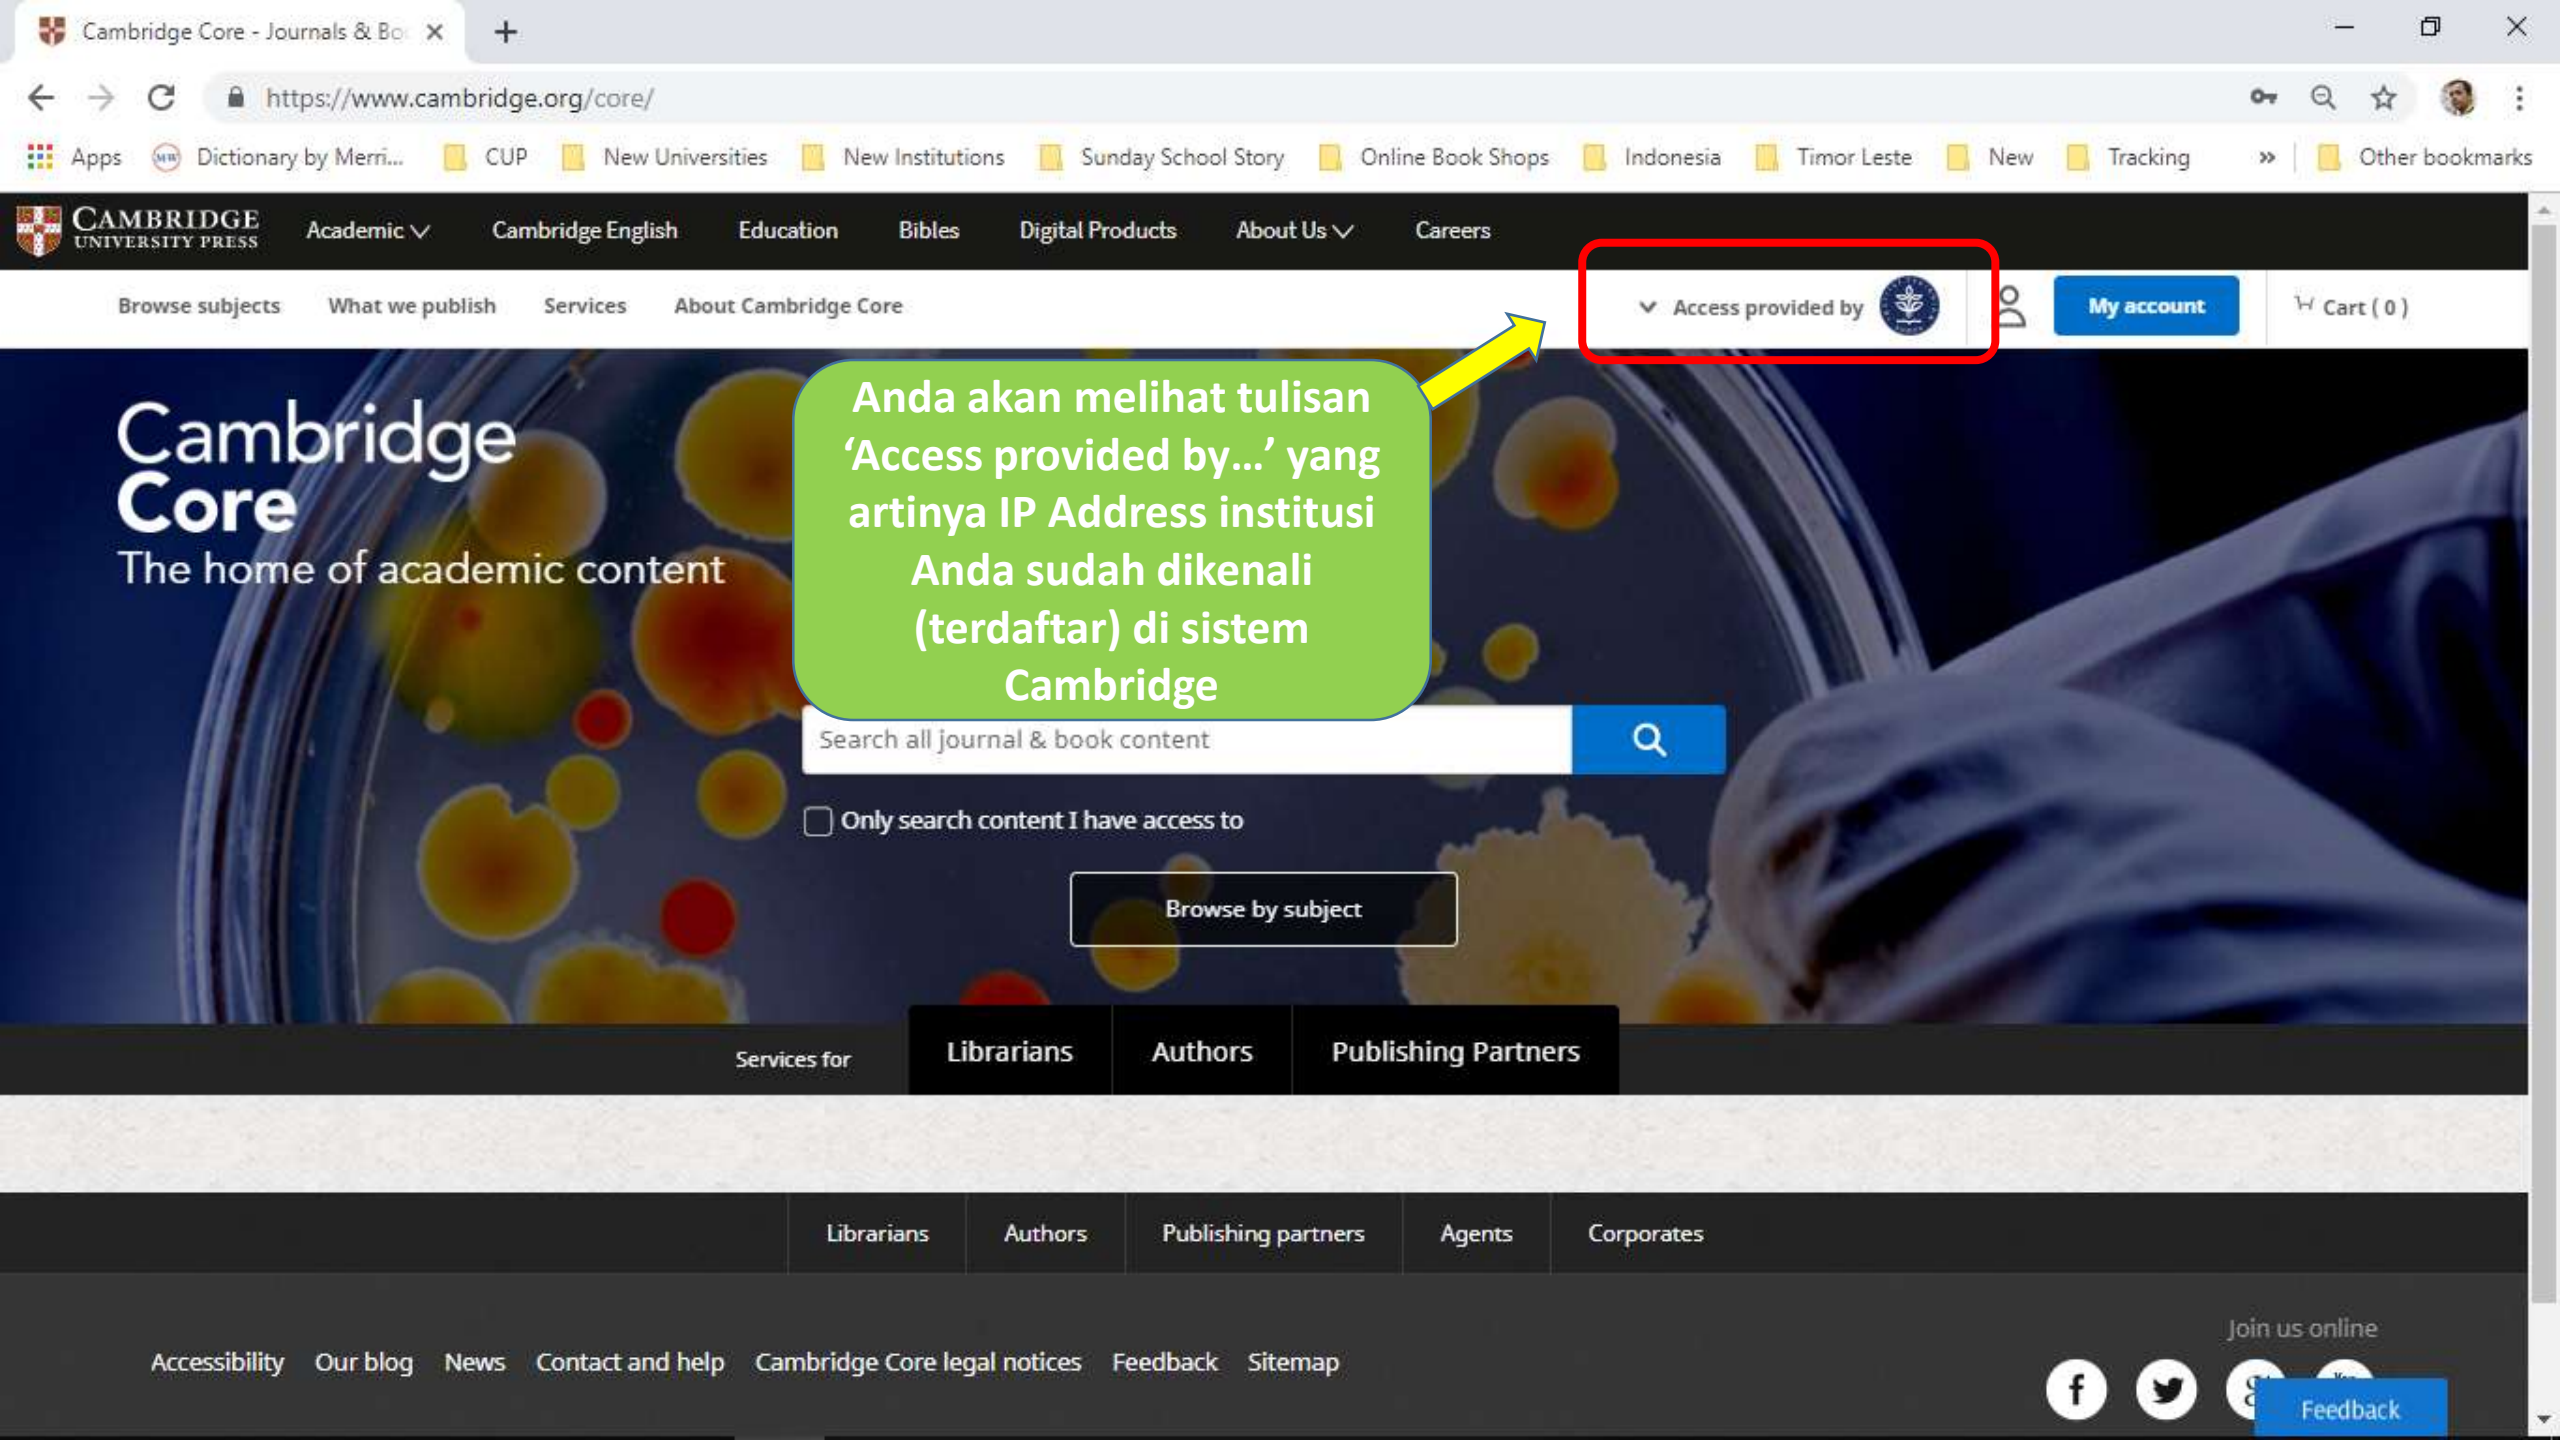 Cambridge Core - Journals & Bo
https://www.cambridge.org/core/
Apps Dictionary by Merri... CUP New Universities New Institutions Sunday School Story Online Book Shops Indonesia Timor Leste New Tracking » Other bookmarks
CAMBRIDGE
UNIVERSITY PRESS
Academic Cambridge English Education Bibles Digital Products About Us Careers
Browse subjects What we publish Services About Cambridge Core Access provided by My account Cart ( 0 )
Cambridge
Core
The home of academic content
Anda akan melihat tulisan
‘Access provided by…’ yang
artinya IP Address institusi
Anda sudah dikenali
(terdaftar) di sistem
Cambridge
Search all journal & book content
Only search content I have access to
Browse by subject
Services for Librarians Authors Publishing Partners
Librarians Authors Publishing partners Agents Corporates
Join us online
Accessibility Our blog News Contact and help Cambridge Core legal notices Feedback Sitemap
Feedback